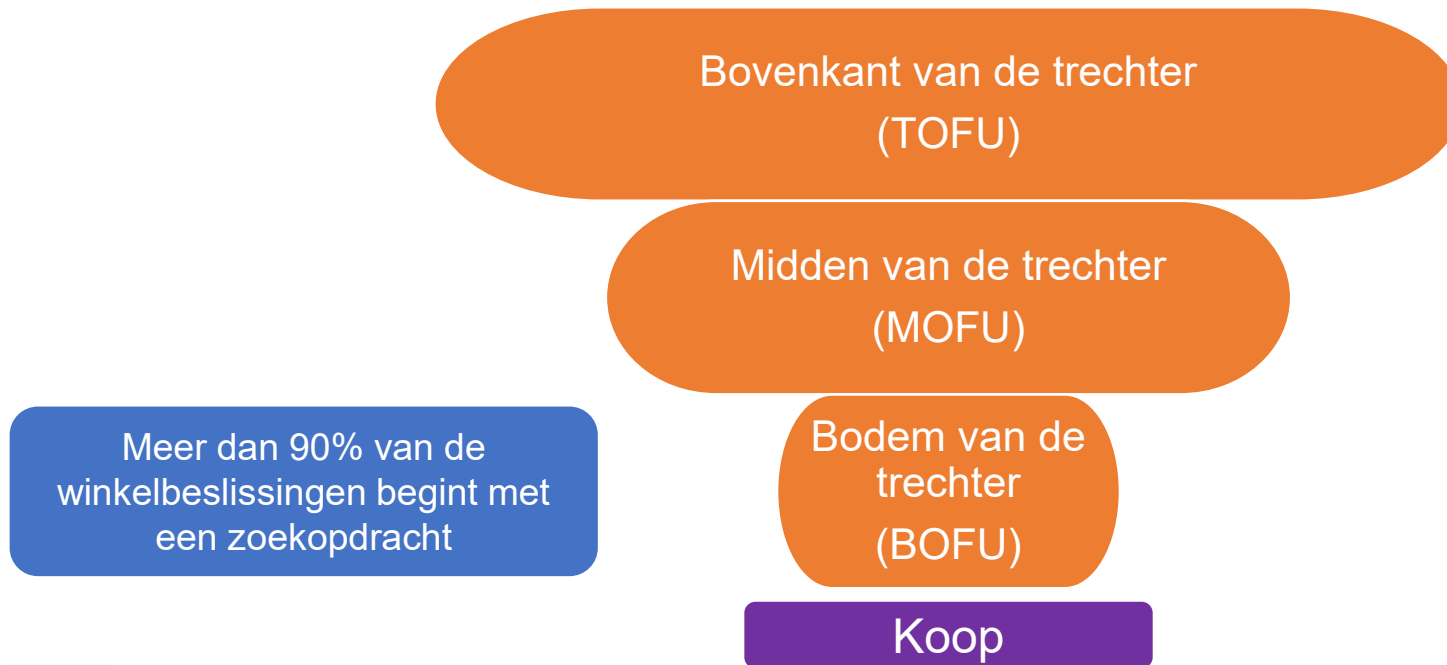 Bovenkant van de trechter
(TOFU)
Midden van de trechter
(MOFU)
Bodem van de
trechter
(BOFU)
Meer dan 90% van de
winkelbeslissingen begint met
een zoekopdracht
Koop